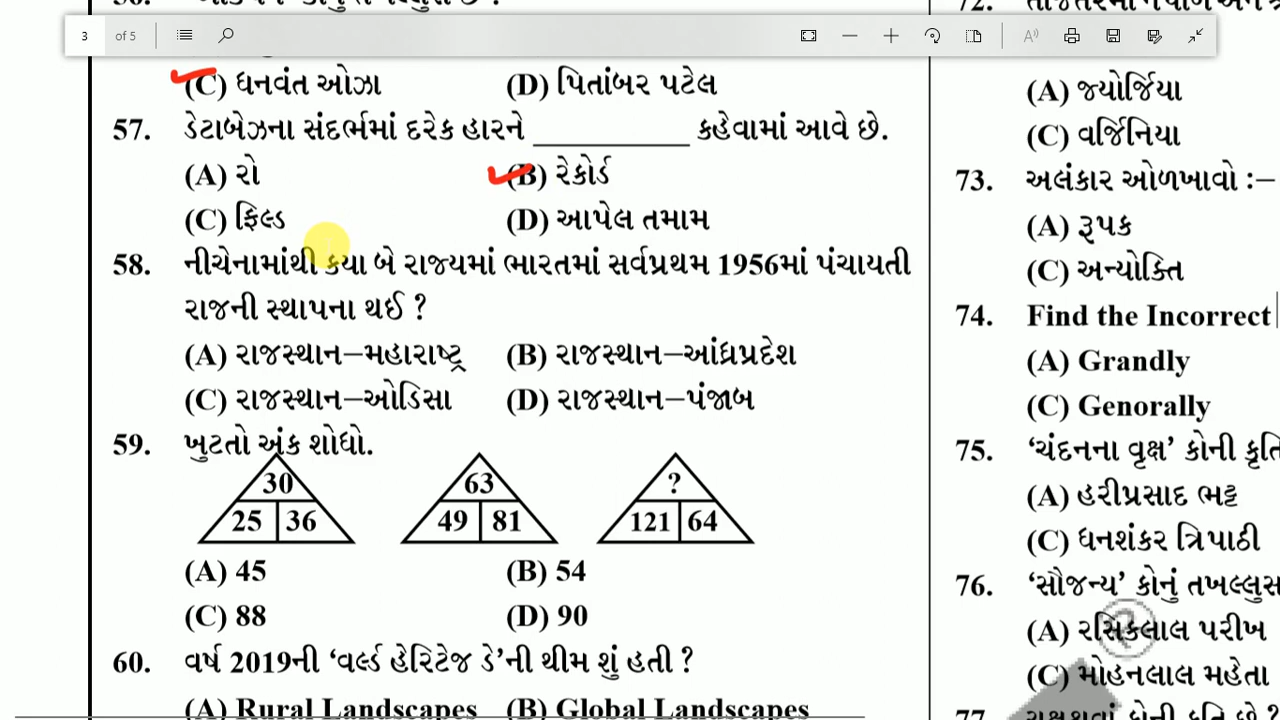 3 of 5
(C) ધનવંત ઓઝા (D) પિતાંબર પટેલ
57. ડેટાબેઝના સંદર્ભમાં દરેક હારને __________ કહેવામાં આવે છે.
(A) રો (B) રેકોર્ડ
(C) ફિલ્ડ (D) આપેલ તમામ
58. નીચેનામાંથી કયા બે રાજ્યમાં ભારતમાં સર્વપ્રથમ 1956માં પંચાયતી
રાજની સ્થાપના થઈ ?
(A) રાજસ્થાન–મહારાષ્ટ્ર (B) રાજસ્થાન–આંધ્રપ્રદેશ
(C) રાજસ્થાન–ઓડિસા (D) રાજસ્થાન–પંજાબ
59. ખુટતો અંક શોધો.
30 63 ?
25 36 49 81 121 64
(A) 45 (B) 54
(C) 88 (D) 90
60. વર્ષ 2019ની ‘વર્લ્ડ હેરિટેજ ડે’ની થીમ શું હતી ?
(A) Rural Landscapes (B) Global Landscapes
72.
(A) જ્યોર્જિયા
(C) વર્જિનિયા
73. અલંકાર ઓળખાવો :–
(A) રૂપક
(C) અન્યોક્તિ
74. Find the Incorrect
(A) Grandly
(C) Genorally
75. ‘ચંદનના વૃક્ષ’ કોની કૃતિ
(A) હરીપ્રસાદ ભટ્ટ
(C) ધનશંકર ત્રિપાઠી
76. ‘સૌજન્ય’ કોનું તખલ્લુસ
(A) રસિકલાલ પરીખ
(C) મોહનલાલ મહેતા
77.